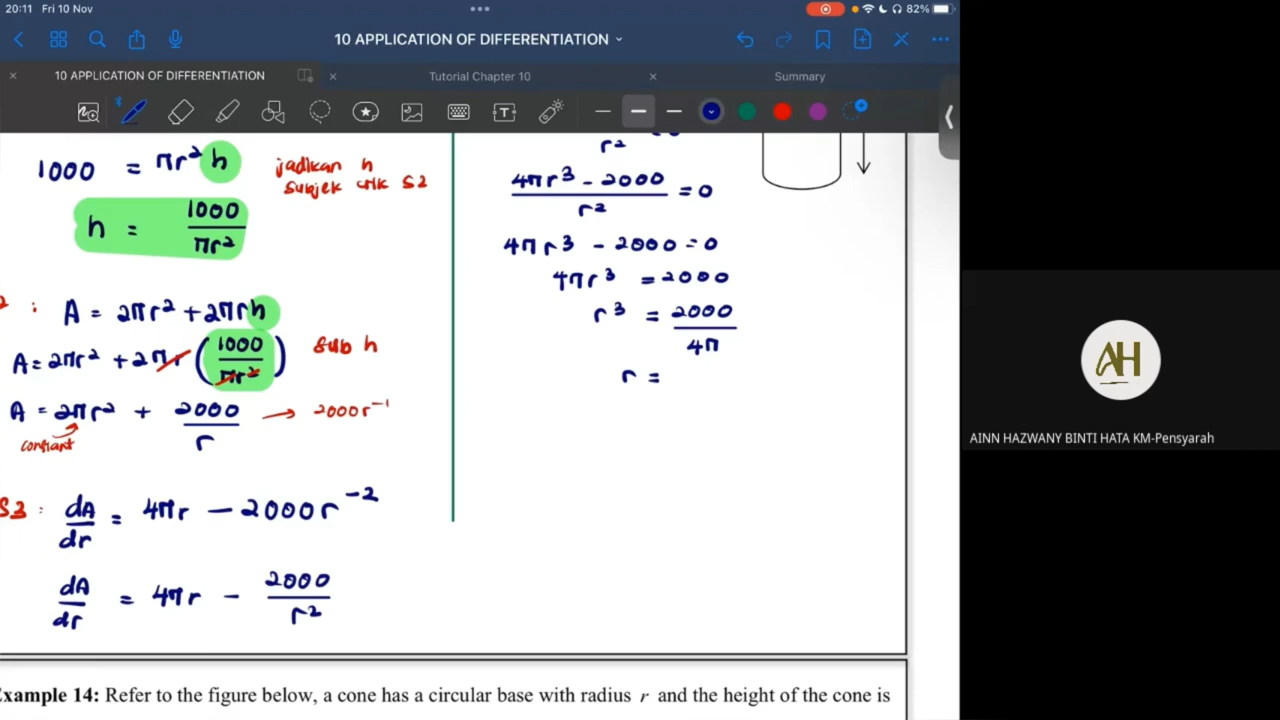 20:11 Fri 10 Nov
82%
10 APPLICATION OF DIFFERENTIATION
10 APPLICATION OF DIFFERENTIATION
Tutorial Chapter 10
Summary
1000 = πr²h
jadikan h
subjek utk S2
h = 1000/πr²
2 : A = 2πr² + 2πrh
A = 2πr² + 2πr (1000/πr²) sub h
A = 2πr² + 2000/r → 2000r⁻¹
constant
S3 : dA/dr = 4πr - 2000r⁻²
dA/dr = 4πr - 2000/r²
r²
(4πr³ - 2000)/r² = 0
4πr³ - 2000 = 0
4πr³ = 2000
r³ = 2000/4π
r =
AH
AINN HAZWANY BINTI HATA KM-Pensyarah
Example 14: Refer to the figure below, a cone has a circular base with radius r and the height of the cone is